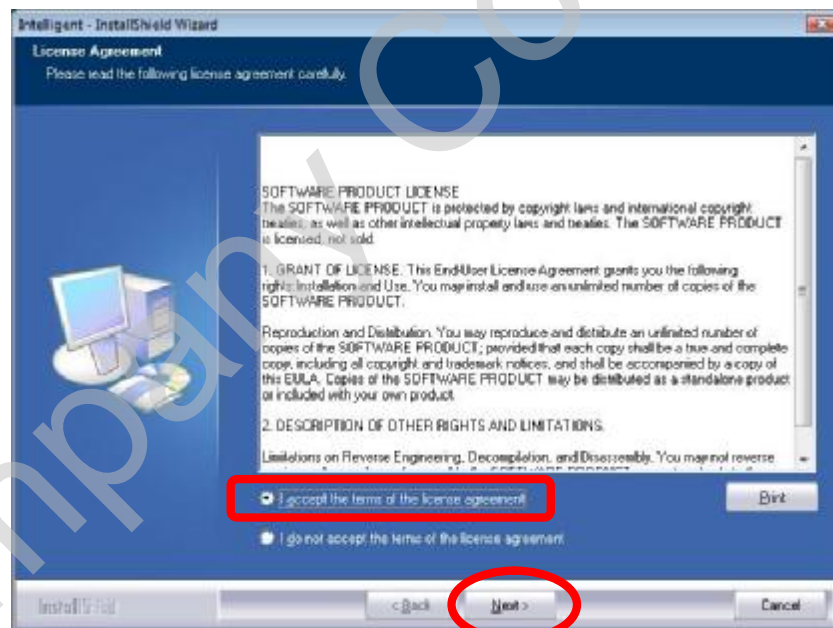 Intelligent - InstallShield Wizard
License Agreement
Please read the following license agreement carefully.
SOFTWARE PRODUCT LICENSE
The SOFTWARE PRODUCT is protected by copyright laws and international copyright
treaties, as well as other intellectual property laws and treaties. The SOFTWARE PRODUCT
is licensed, not sold.
1. GRANT OF LICENSE. This End-User License Agreement grants you the following
rights: Installation and Use. You may install and use an unlimited number of copies of the
SOFTWARE PRODUCT.
Reproduction and Distribution. You may reproduce and distribute an unlimited number of
copies of the SOFTWARE PRODUCT; provided that each copy shall be a true and complete
copy, including all copyright and trademark notices, and shall be accompanied by a copy of
this EULA. Copies of the SOFTWARE PRODUCT may be distributed as a standalone product
or included with your own product.
2. DESCRIPTION OF OTHER RIGHTS AND LIMITATIONS.
Limitations on Reverse Engineering, Decompilation, and Disassembly. You may not reverse
I accept the terms of the license agreement
Print
I do not accept the terms of the license agreement
InstallShield
< Back
Next >
Cancel
mpany Co